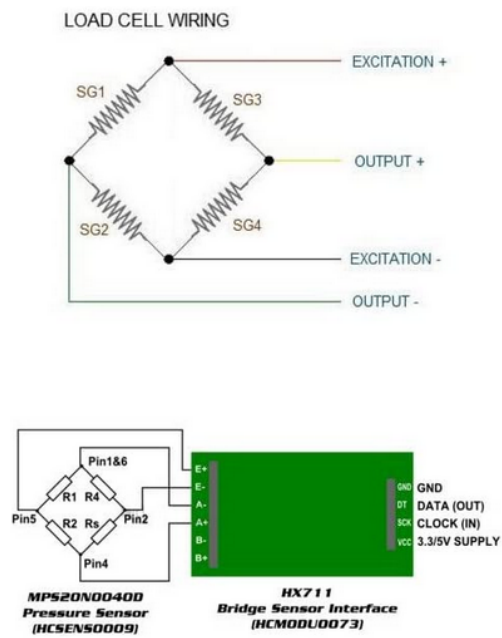 LOAD CELL WIRING
EXCITATION +
SG1
SG3
OUTPUT +
SG2
SG4
EXCITATION -
OUTPUT -
Pin1&6
E+
R1
R4
E-
GND
GND
Pin5
Pin2
A-
DT
DATA (OUT)
R2
Rs
A+
SCK
CLOCK (IN)
B-
VCC
3.3/5V SUPPLY
Pin4
B+
MPS20N0040D
Pressure Sensor
(HCSENS0009)
HX711
Bridge Sensor Interface
(HCMODU0073)